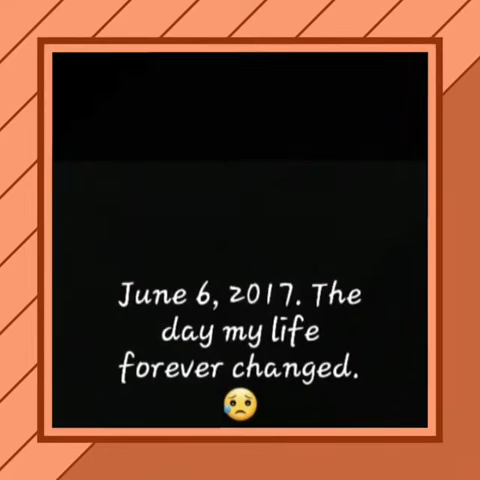 June 6, 2017. The
day my life
forever changed.
😥